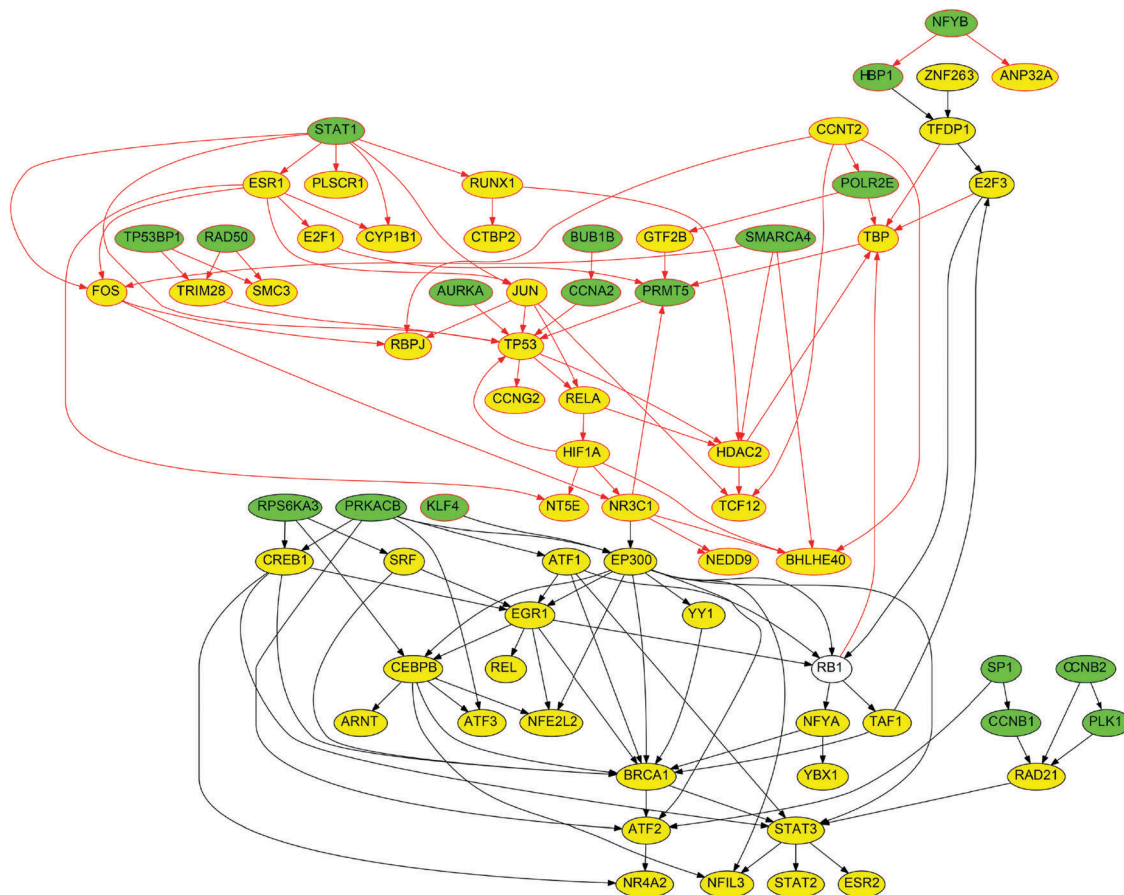 NFYB
HBP1 ZNF263 ANP32A
STAT1 CCNT2 TFDP1
ESR1 PLSCR1 RUNX1 POLR2E E2F3
TP53BP1 RAD50 E2F1 CYP1B1 CTBP2 BUB1B GTF2B SMARCA4 TBP
FOS TRIM28 SMC3 AURKA JUN CCNA2 PRMT5
RBPJ TP53
CCNG2 RELA
HIF1A HDAC2
RPS6KA3 PRKACB KLF4 NT5E NR3C1 TCF12
CREB1 SRF ATF1 EP300 NEDD9 BHLHE40
EGR1 YY1
CEBPB REL RB1 SP1 CCNB2
ARNT ATF3 NFE2L2 NFYA TAF1 CCNB1 PLK1
BRCA1 YBX1 RAD21
ATF2 STAT3
NR4A2 NFIL3 STAT2 ESR2